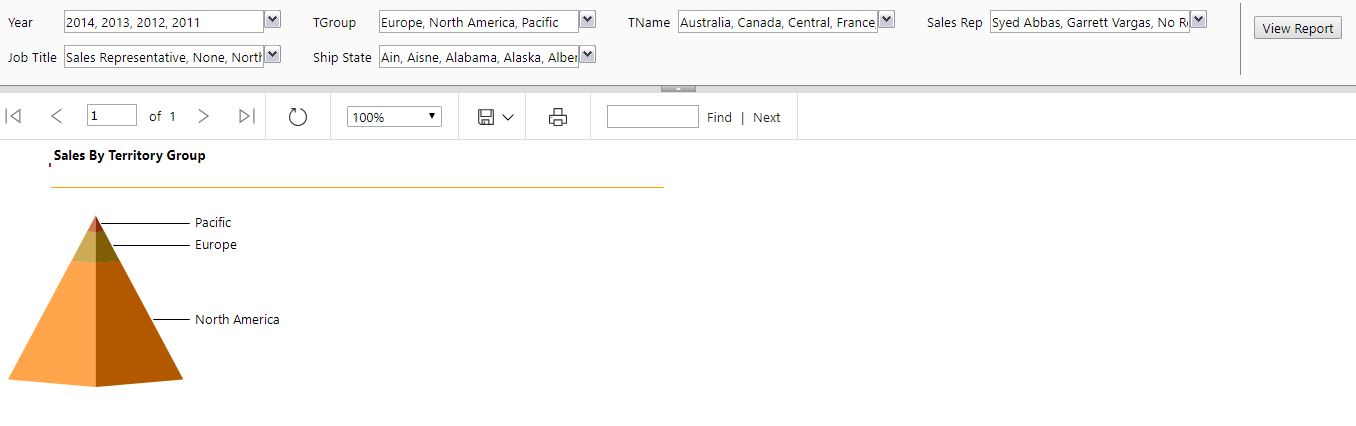 Year 2014, 2013, 2012, 2011 TGroup Europe, North America, Pacific TName Australia, Canada, Central, France Sales Rep Syed Abbas, Garrett Vargas, No
View Report
Job Title Sales Representative, None, North Ship State Ain, Aisne, Alabama, Alaska,
1 of 1 100% Find | Next
Sales By Territory Group
Pacific
Europe
North America